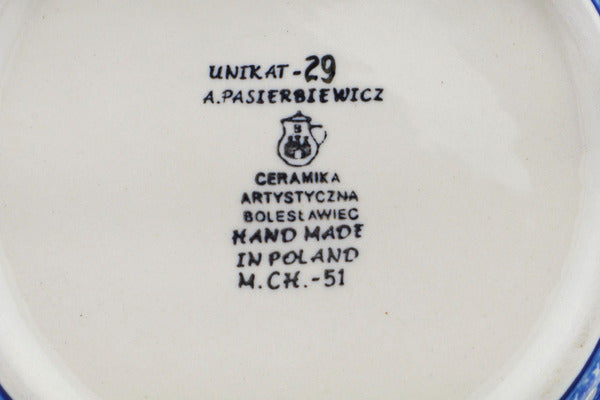 UNIKAT-29
A.PASIERBIEWICZ
B
CERAMIKA
ARTYSTYCZNA
BOLESŁAWIEC
HAND MADE
IN POLAND
M.CH.-51